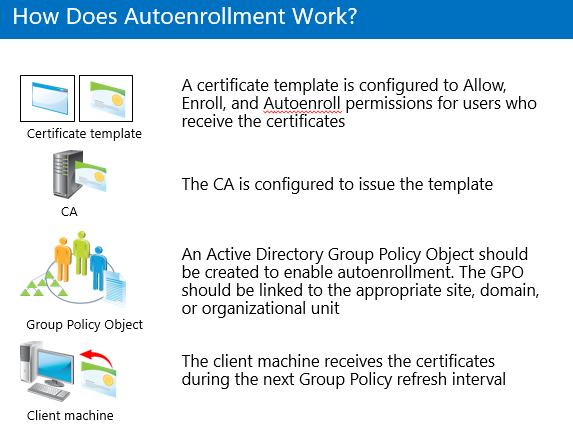 How Does Autoenrollment Work?
A certificate template is configured to Allow,
Enroll, and Autoenroll permissions for users who
receive the certificates
Certificate template
The CA is configured to issue the template
CA
An Active Directory Group Policy Object should
be created to enable autoenrollment. The GPO
should be linked to the appropriate site, domain,
or organizational unit
Group Policy Object
The client machine receives the certificates
during the next Group Policy refresh interval
Client machine